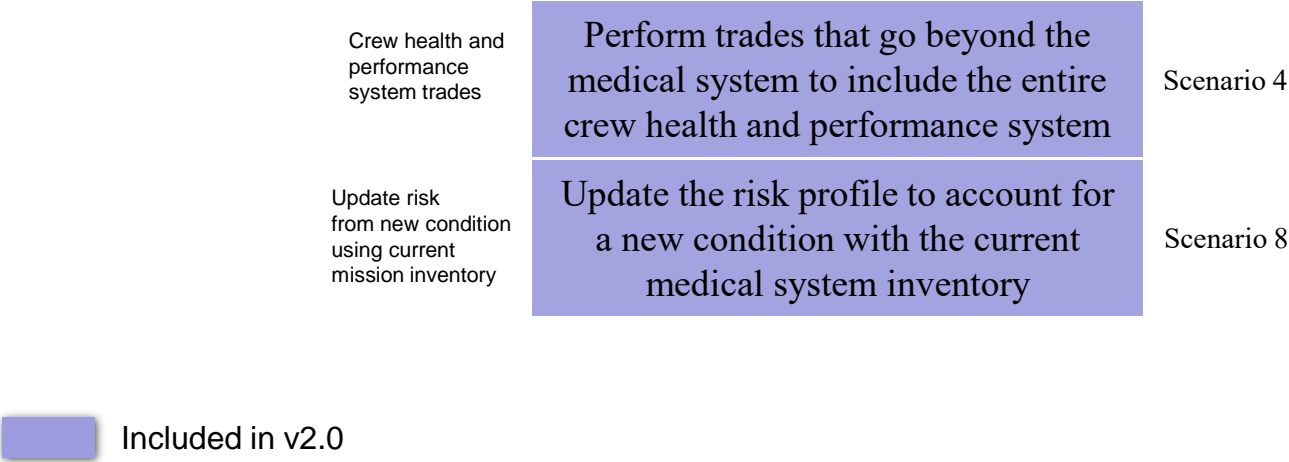 Crew health and
performance
system trades
Perform trades that go beyond the
medical system to include the entire
crew health and performance system
Scenario 4
Update risk
from new condition
using current
mission inventory
Update the risk profile to account for
a new condition with the current
medical system inventory
Scenario 8
Included in v2.0